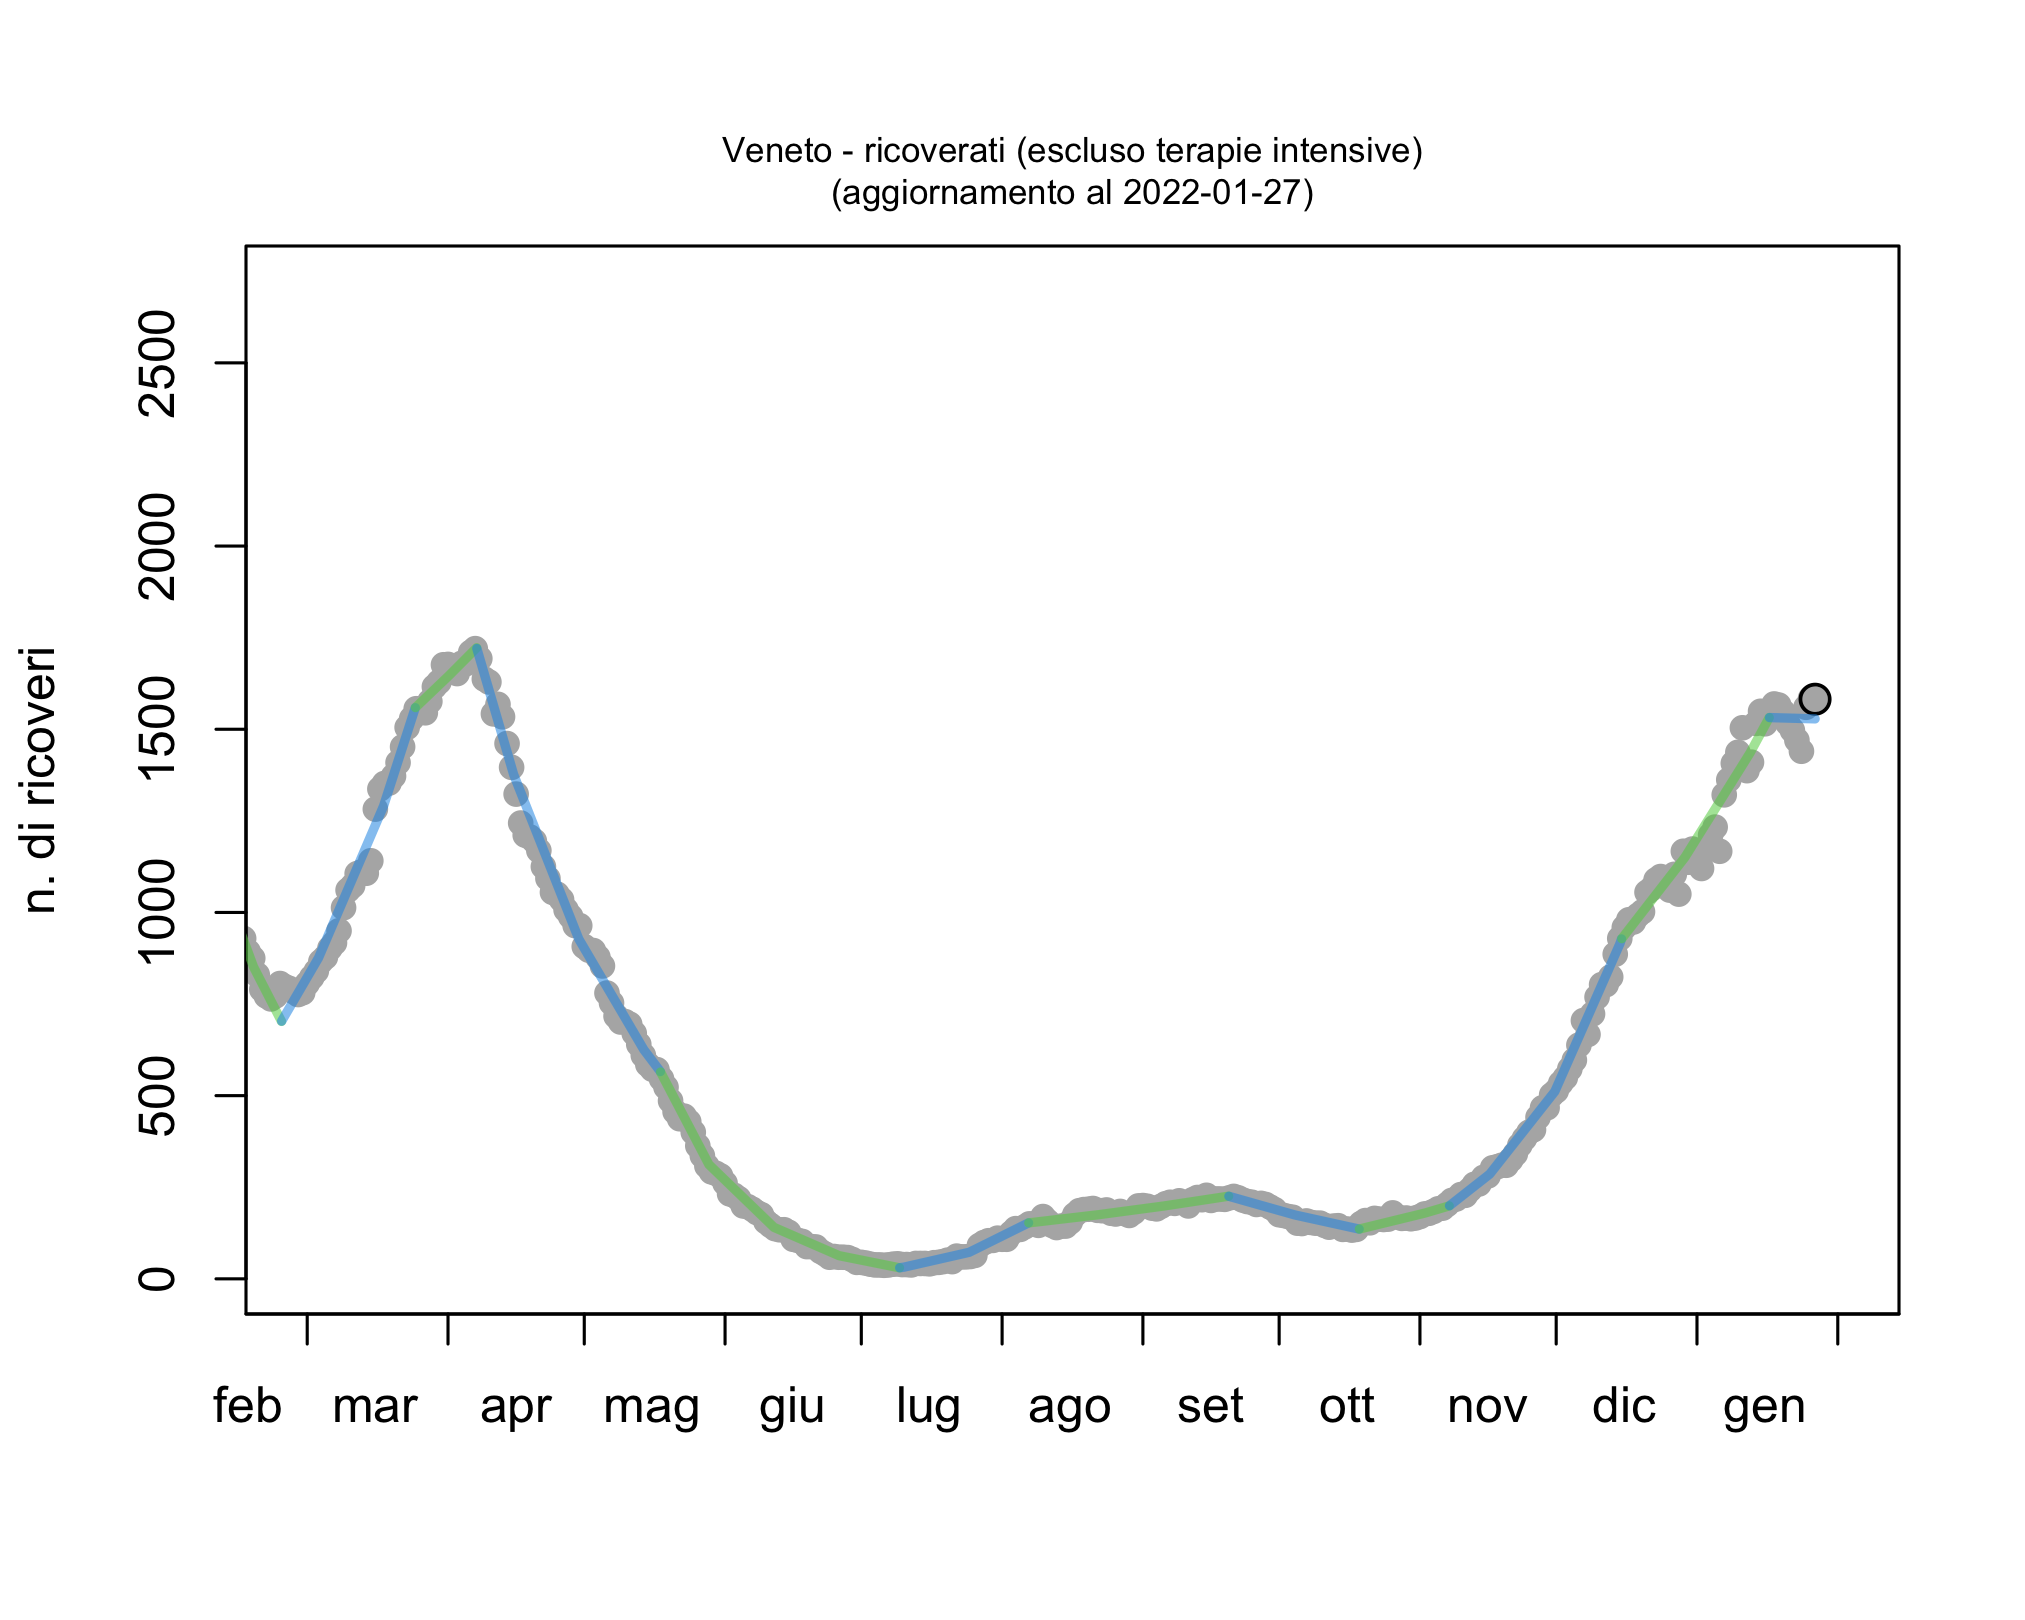 Veneto - ricoverati (escluso terapie intensive)
(aggiornamento al 2022-01-27)
n. di ricoveri
2500
2000
1500
1000
500
0
feb mar apr mag giu lug ago set ott nov dic gen